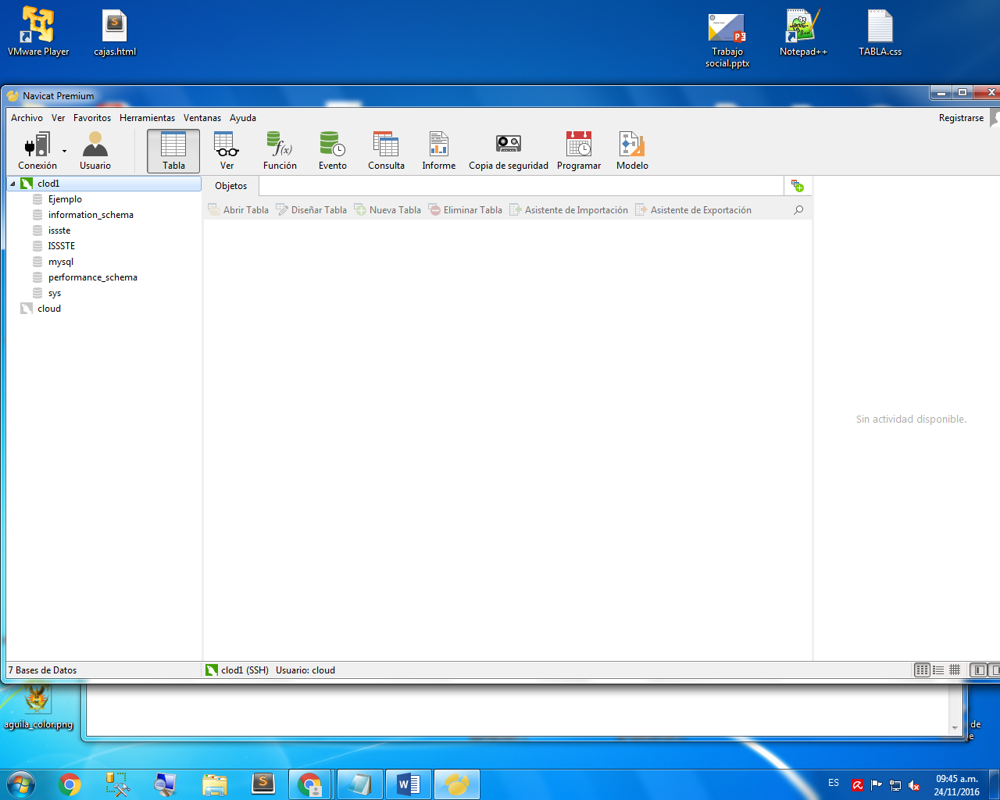 VMware Player
cajas.html
Trabajo social.pptx
Notepad++
TABLA.css
Navicat Premium
Archivo Ver Favoritos Herramientas Ventanas Ayuda
Registrarse
Conexión Usuario Tabla Ver Función Evento Consulta Informe Copia de seguridad Programar Modelo
clod1
Ejemplo
information_schema
issste
ISSSTE
mysql
performance_schema
sys
cloud
Objetos
Abrir Tabla Diseñar Tabla Nueva Tabla Eliminar Tabla Asistente de Importación Asistente de Exportación
Sin actividad disponible.
7 Bases de Datos
clod1 (SSH) Usuario: cloud
aguila_color.png
de
e
ES
09:45 a.m.
24/11/2016